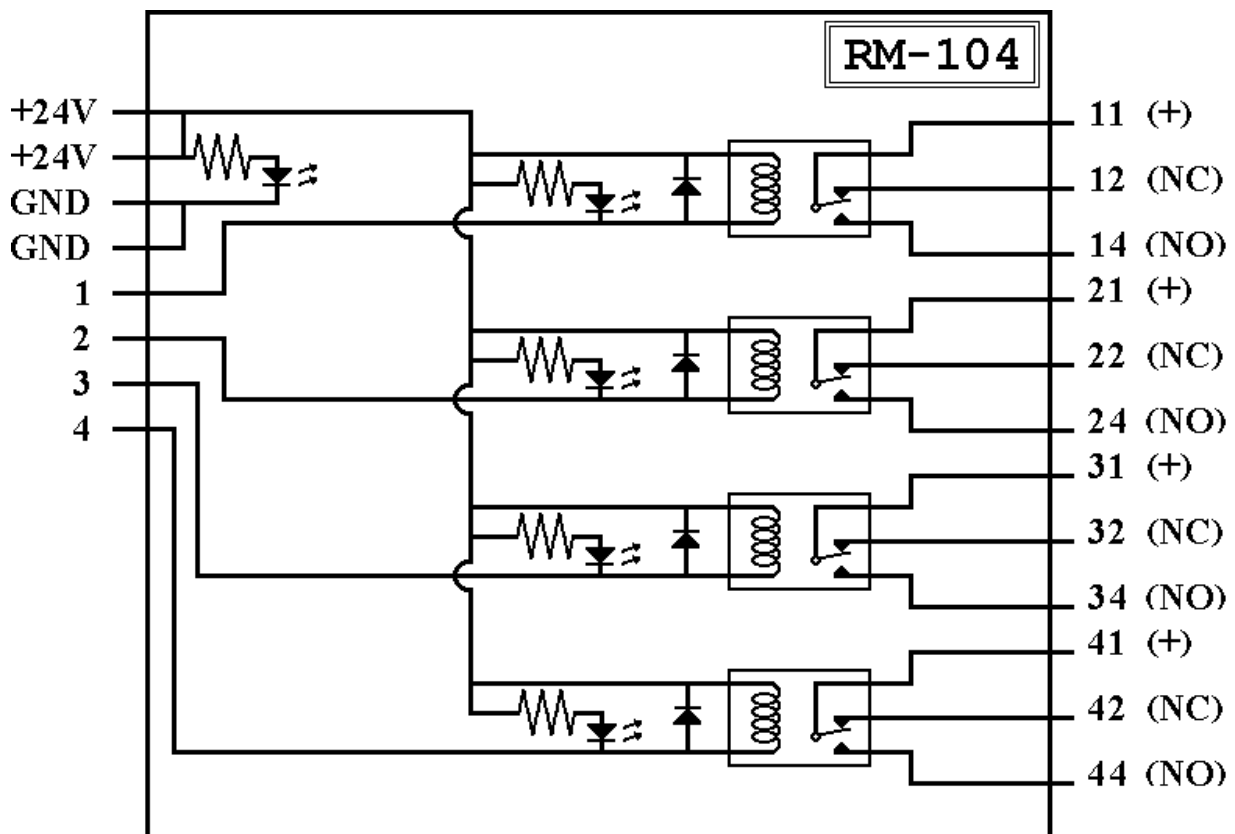 RM-104
+24V
+24V
GND
GND
1
2
3
4
11 (+)
12 (NC)
14 (NO)
21 (+)
22 (NC)
24 (NO)
31 (+)
32 (NC)
34 (NO)
41 (+)
42 (NC)
44 (NO)